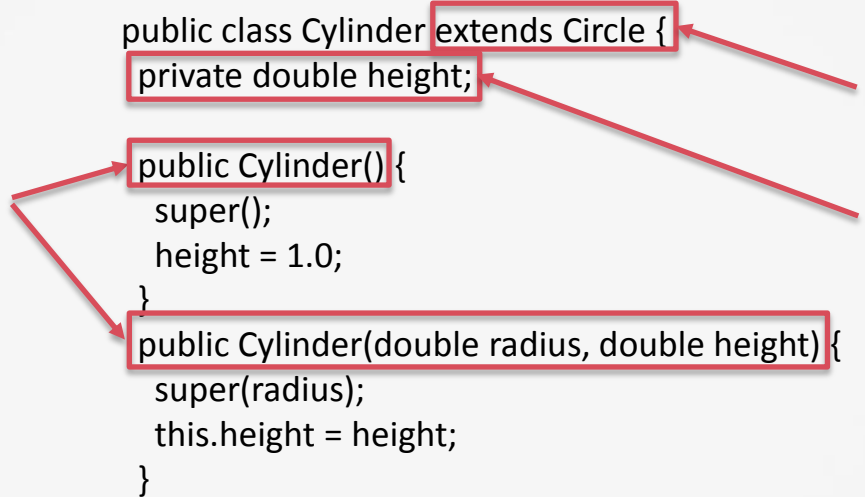 public class Cylinder extends Circle {
private double height;
public Cylinder() {
super();
height = 1.0;
}
public Cylinder(double radius, double height) {
super(radius);
this.height = height;
}